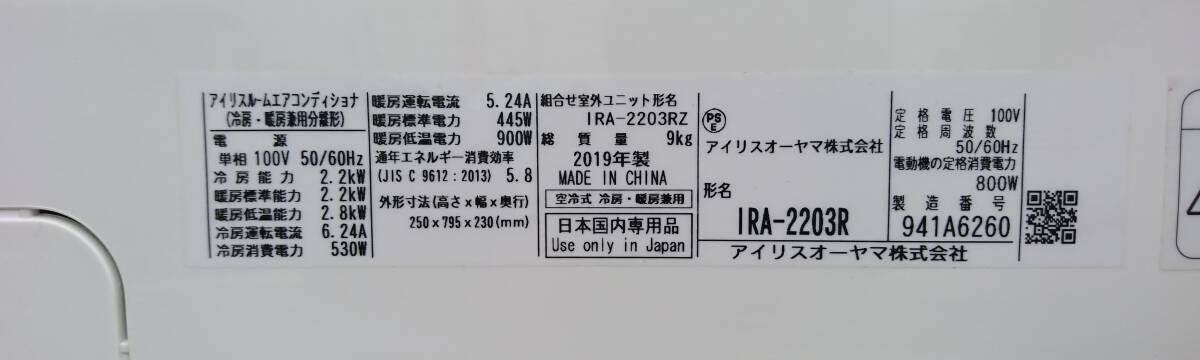 アイリスルームエアコンディショナ
(冷房・暖房兼用分離形)
電源
単相 100V 50/60Hz
冷房能力 2.2kW
暖房標準能力 2.2kW
暖房低温能力 2.8kW
冷房運転電流 6.24A
冷房消費電力 530W
暖房運転電流 5.24A
暖房標準電力 445W
暖房低温電力 900W
通年エネルギー消費効率
(JIS C 9612:2013) 5.8
外形寸法(高さx幅x奥行)
250x795x230(mm)
組合せ室外ユニット形名
IRA-2203RZ
総質量 9kg
2019年製
MADE IN CHINA
空冷式 冷房・暖房兼用
日本国内専用品
Use only in Japan
PS
E
アイリスオーヤマ株式会社
形名
IRA-2203R
アイリスオーヤマ株式会社
定格電圧 100V
定格周波数
50/60Hz
電動機の定格消費電力
800W
製造番号
941A6260